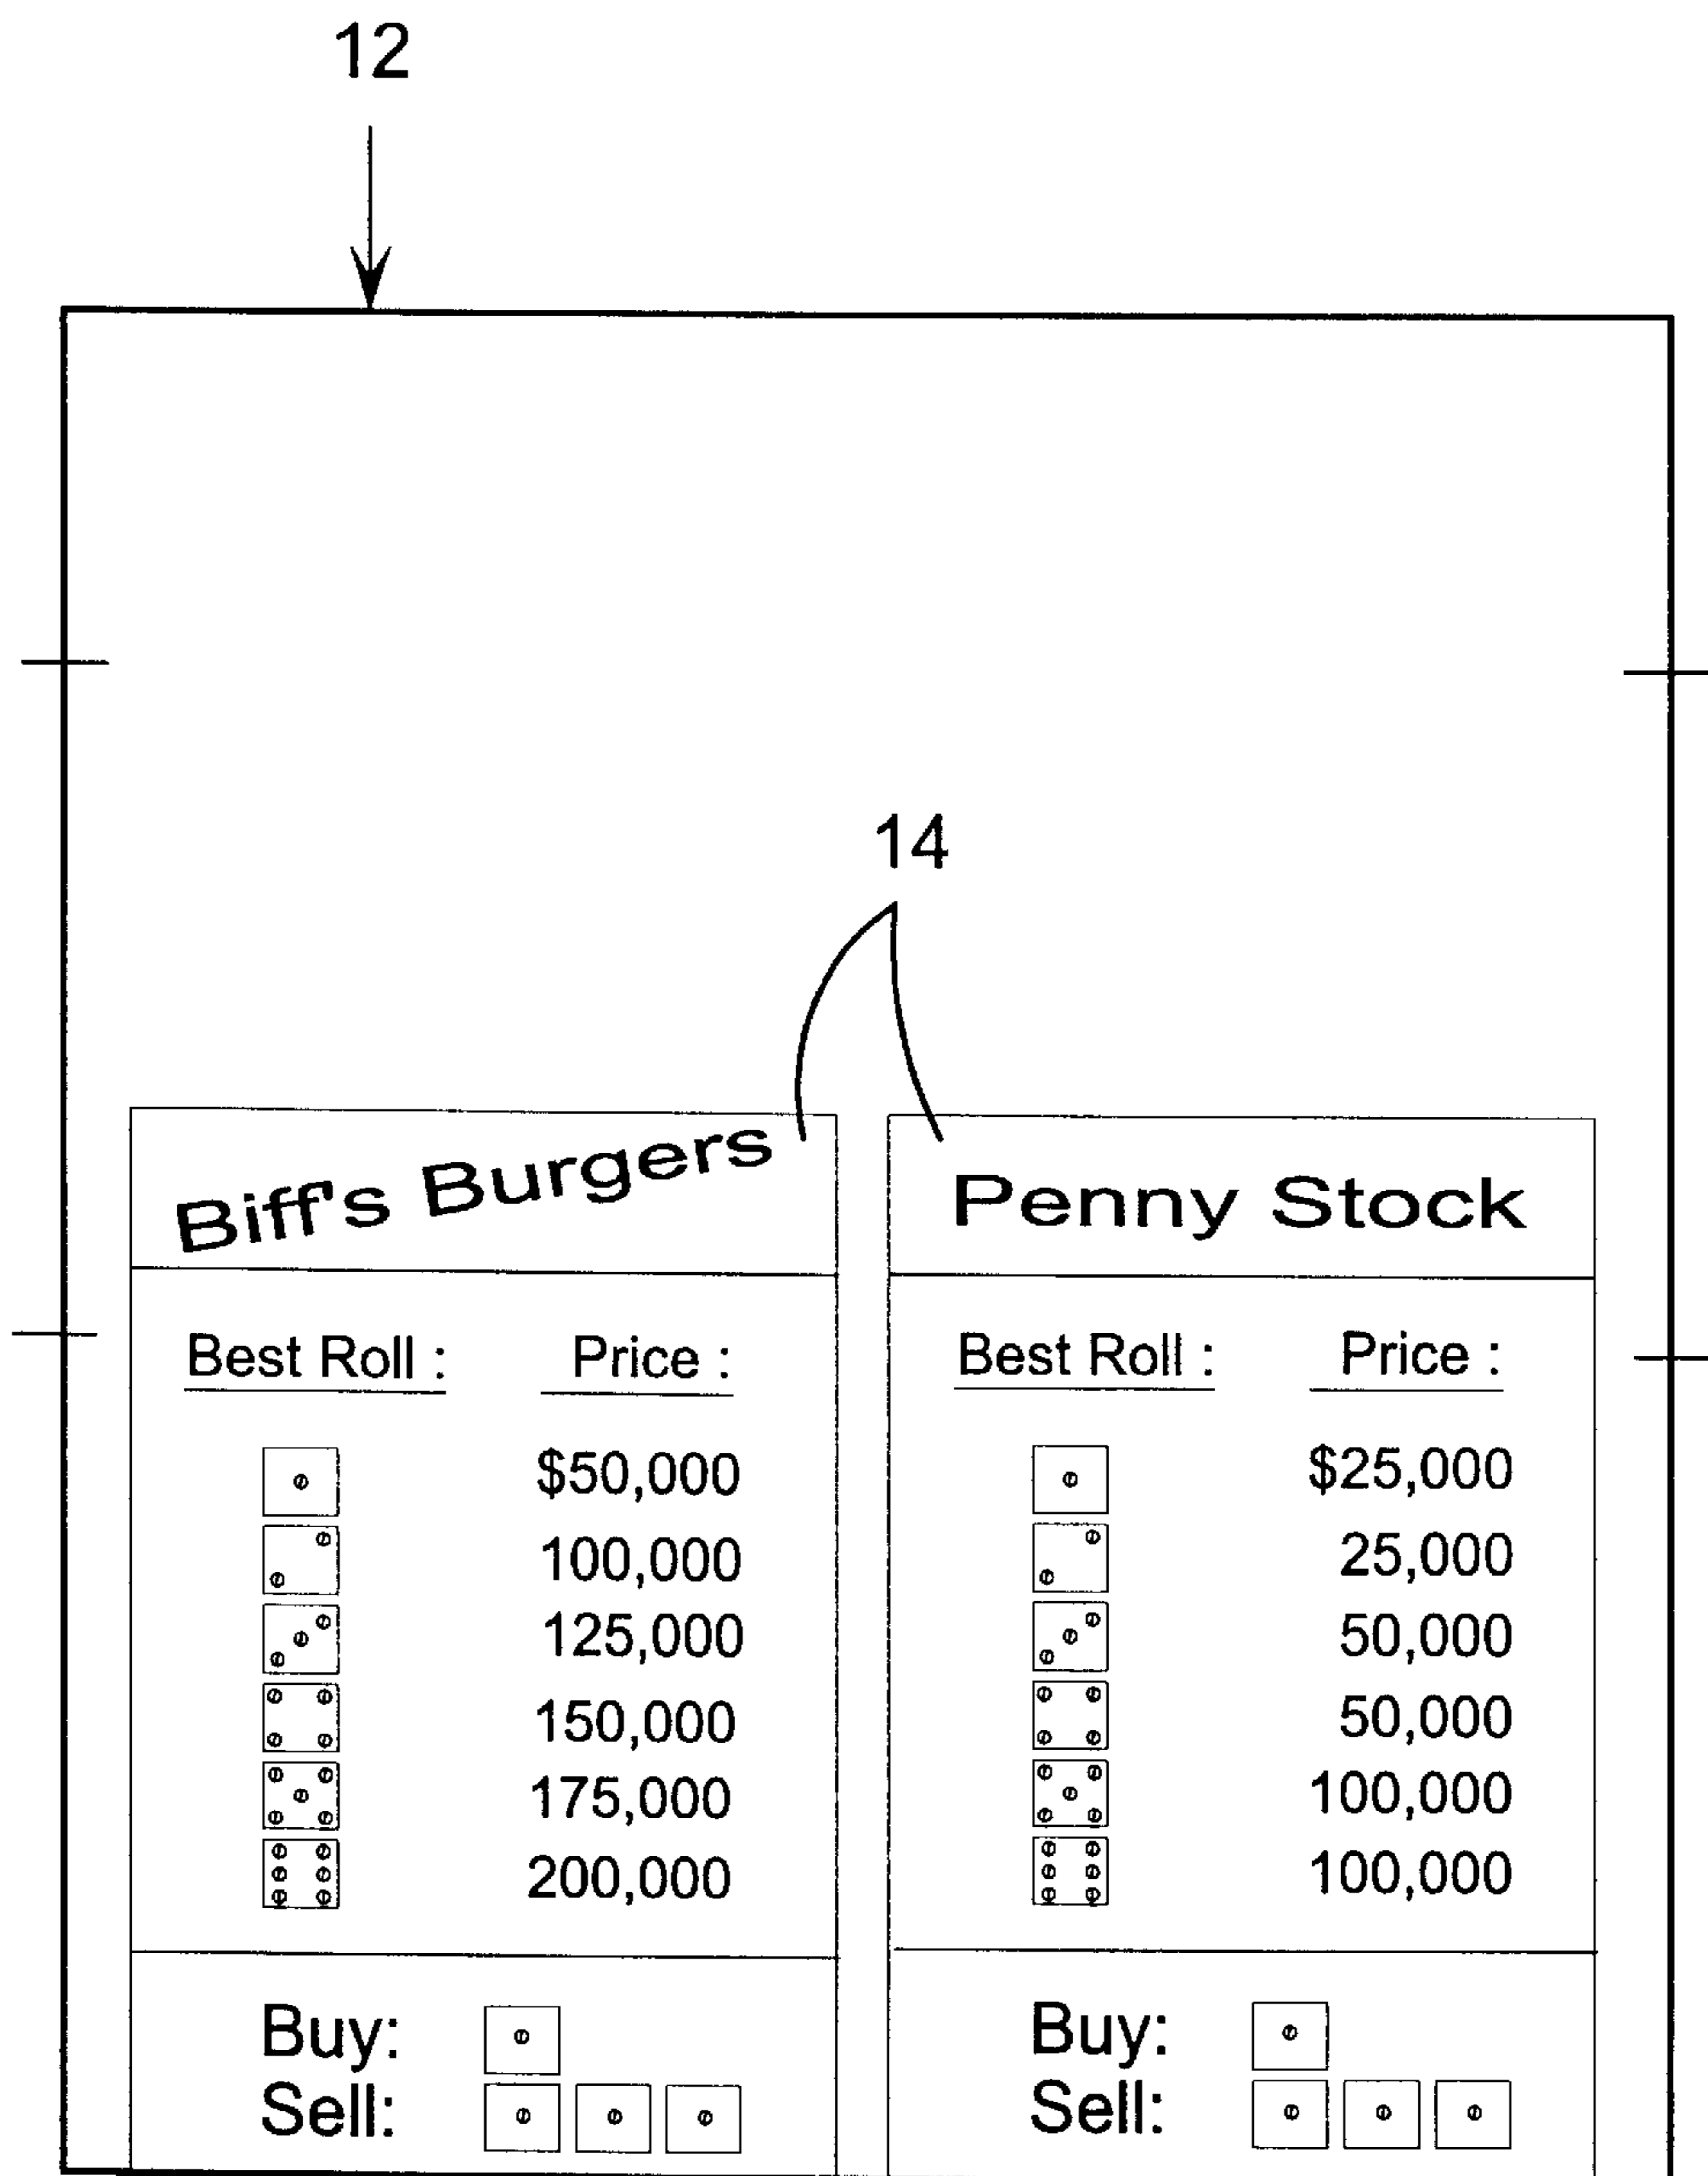 12
14
Biff's Burgers
Best Roll : Price :
$50,000
100,000
125,000
150,000
175,000
200,000
Buy:
Sell:
Penny Stock
Best Roll : Price :
$25,000
25,000
50,000
50,000
100,000
100,000
Buy:
Sell: